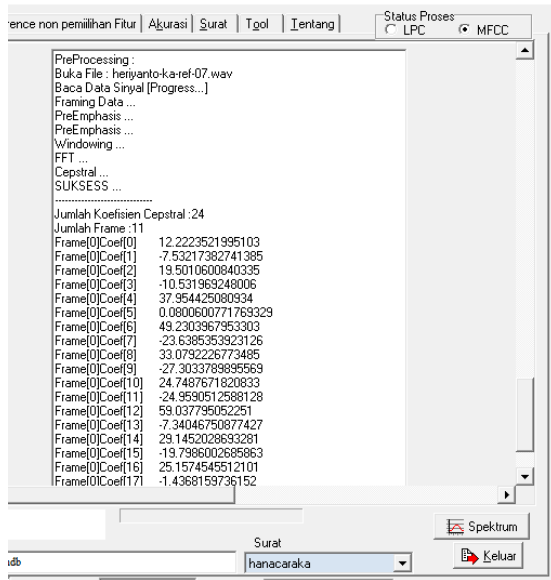 rence non pemiilihan Fitur Akurasi Surat Tool Tentang
Status Proses
LPC MFCC
PreProcessing :
Buka File : heriyanto-ka-ref-07.wav
Baca Data Sinyal [Progress...]
Framing Data ...
PreEmphasis ...
PreEmphasis ...
Windowing ...
FFT ...
Cepstral ...
SUKSESS ...
------------------------------
Jumlah Koefisien Cepstral :24
Jumlah Frame :11
Frame[0]Coef[0] 12.2223521995103
Frame[0]Coef[1] -7.53217382741385
Frame[0]Coef[2] 19.5010600840335
Frame[0]Coef[3] -10.531969248006
Frame[0]Coef[4] 37.954425080934
Frame[0]Coef[5] 0.0800600771769329
Frame[0]Coef[6] 49.2303967953303
Frame[0]Coef[7] -23.6385353923126
Frame[0]Coef[8] 33.0792226773485
Frame[0]Coef[9] -27.3033789895569
Frame[0]Coef[10] 24.7487671820833
Frame[0]Coef[11] -24.9590512588128
Frame[0]Coef[12] 59.037795052251
Frame[0]Coef[13] -7.34046750877427
Frame[0]Coef[14] 29.1452028693281
Frame[0]Coef[15] -19.7986002685863
Frame[0]Coef[16] 25.1574545512101
Frame[0]Coef[17] -1.4368159736152
Spektrum
Surat
Keluar
udb
hanacaraka